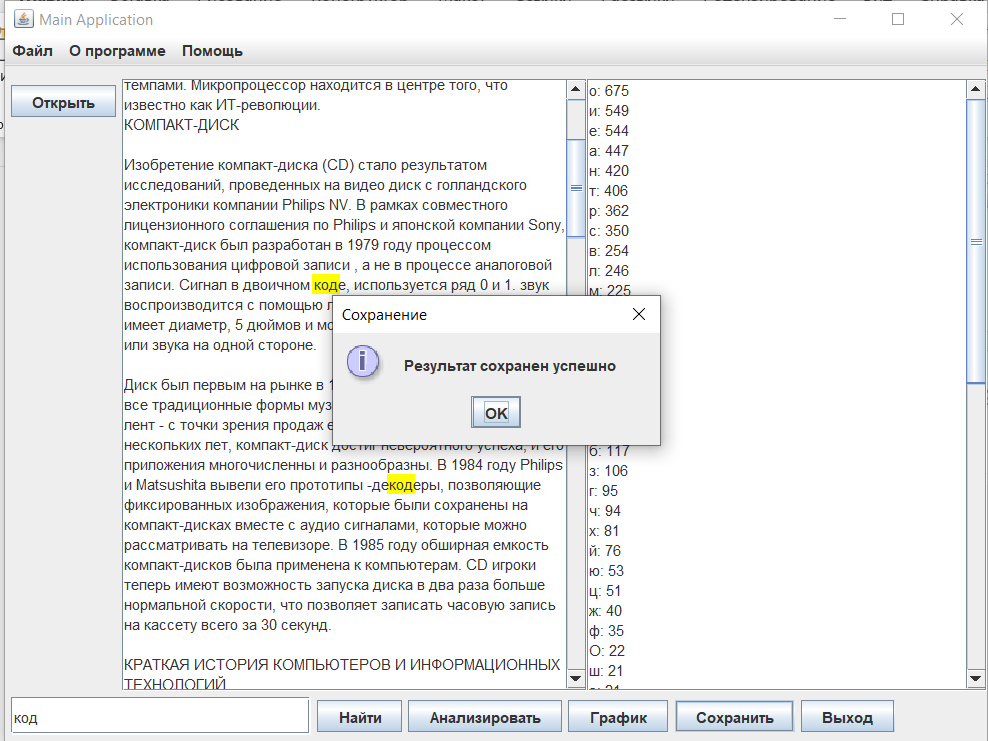 Main Application
Файл О программе Помощь
Открыть
темпами. Микропроцессор находится в центре того, что
известно как ИТ-революции.
КОМПАКТ-ДИСК
Изобретение компакт-диска (CD) стало результатом
исследований, проведенных на видео диск с голландского
электроники компании Philips NV. В рамках совместного
лицензионного соглашения по Philips и японской компании Sony,
компакт-диск был разработан в 1979 году процессом
использования цифровой записи , а не в процессе аналоговой
записи. Сигнал в двоичном коде, используется ряд 0 и 1. звук
воспроизводится с помощью
имеет диаметр, 5 дюймов и
или звука на одной стороне.
Диск был первым на рынке в
все традиционные формы
лент - с точки зрения продаж
нескольких лет, компакт-диск достиг невероятного успеха, и его
приложения многочисленны и разнообразны. В 1984 году Philips
и Matsushita вывели его прототипы -декодеры, позволяющие
фиксированных изображения, которые были сохранены на
компакт-дисках вместе с аудио сигналами, которые можно
рассматривать на телевизоре. В 1985 году обширная емкость
компакт-дисков была применена к компьютерам. CD игроки
теперь имеют возможность запуска диска в два раза больше
нормальной скорости, что позволяет записать часовую запись
на кассету всего за 30 секунд.
КРАТКАЯ ИСТОРИЯ КОМПЬЮТЕРОВ И ИНФОРМАЦИОННЫХ
ТЕХНОЛОГИЙ
о: 675
и: 549
е: 544
а: 447
н: 420
т: 406
р: 362
с: 350
в: 254
л: 246
м: 225
б: 117
з: 106
г: 95
ч: 94
х: 81
й: 76
ю: 53
ц: 51
ж: 40
ф: 35
О: 22
ш: 21
Сохранение
Результат сохранен успешно
OK
код
Найти Анализировать График Сохранить Выход